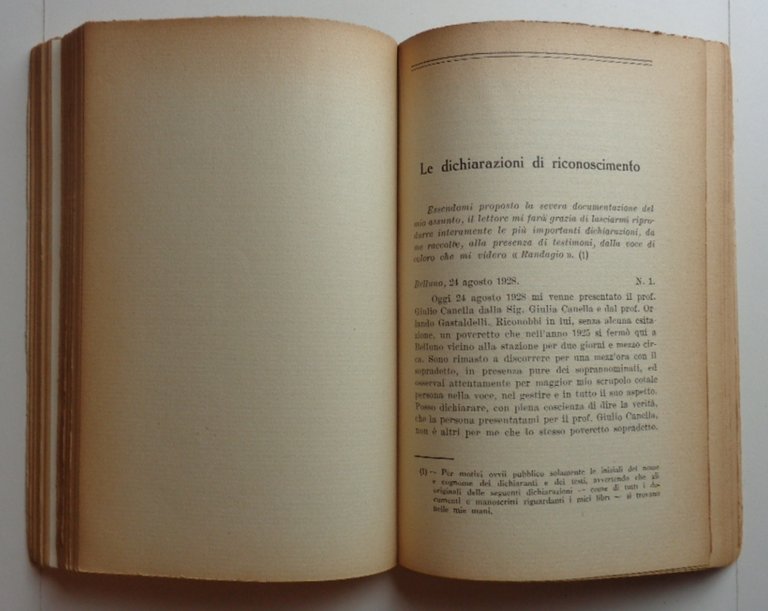 Le dichiarazioni di riconoscimento
Essendomi proposto la severa documentazione del
mio assunto, il lettore mi farà grazia di lasciarmi ripro-
durre interamente le più importanti dichiarazioni, da
me raccolte, alla presenza di testimoni, dalla voce di
coloro che mi videro « Randagio ». (1)
Belluno, 24 agosto 1928. N. 1.
Oggi 24 agosto 1928 mi venne presentato il prof.
Giulio Canella dalla Sig. Giulia Canella e dal prof. Or-
lando Gastaldelli. Riconobbi in lui, senza alcuna esita-
zione, un poveretto che nell'anno 1925 si fermò qui a
Belluno vicino alla stazione per due giorni e mezzo cir-
ca. Sono rimasto a discorrere per una mezz'ora con il
sopradetto, in presenza pure dei soprannominati, ed
osservai attentamente per maggior mio scrupolo cotale
persona nella voce, nel gestire e in tutto il suo aspetto.
Posso dichiarare, con piena coscienza di dire la verità,
che la persona presentatami per il prof. Giulio Canella,
non è altri per me che lo stesso poveretto sopradetto.
(1) — Per motivi ovvii pubblico solamente le iniziali del nome
e cognome dei dichiaranti e dei testi, avvertendo che gli
originali delle seguenti dichiarazioni — come di tutti i do-
cumenti e manoscritti riguardanti i miei libri — si trovano
nelle mie mani.